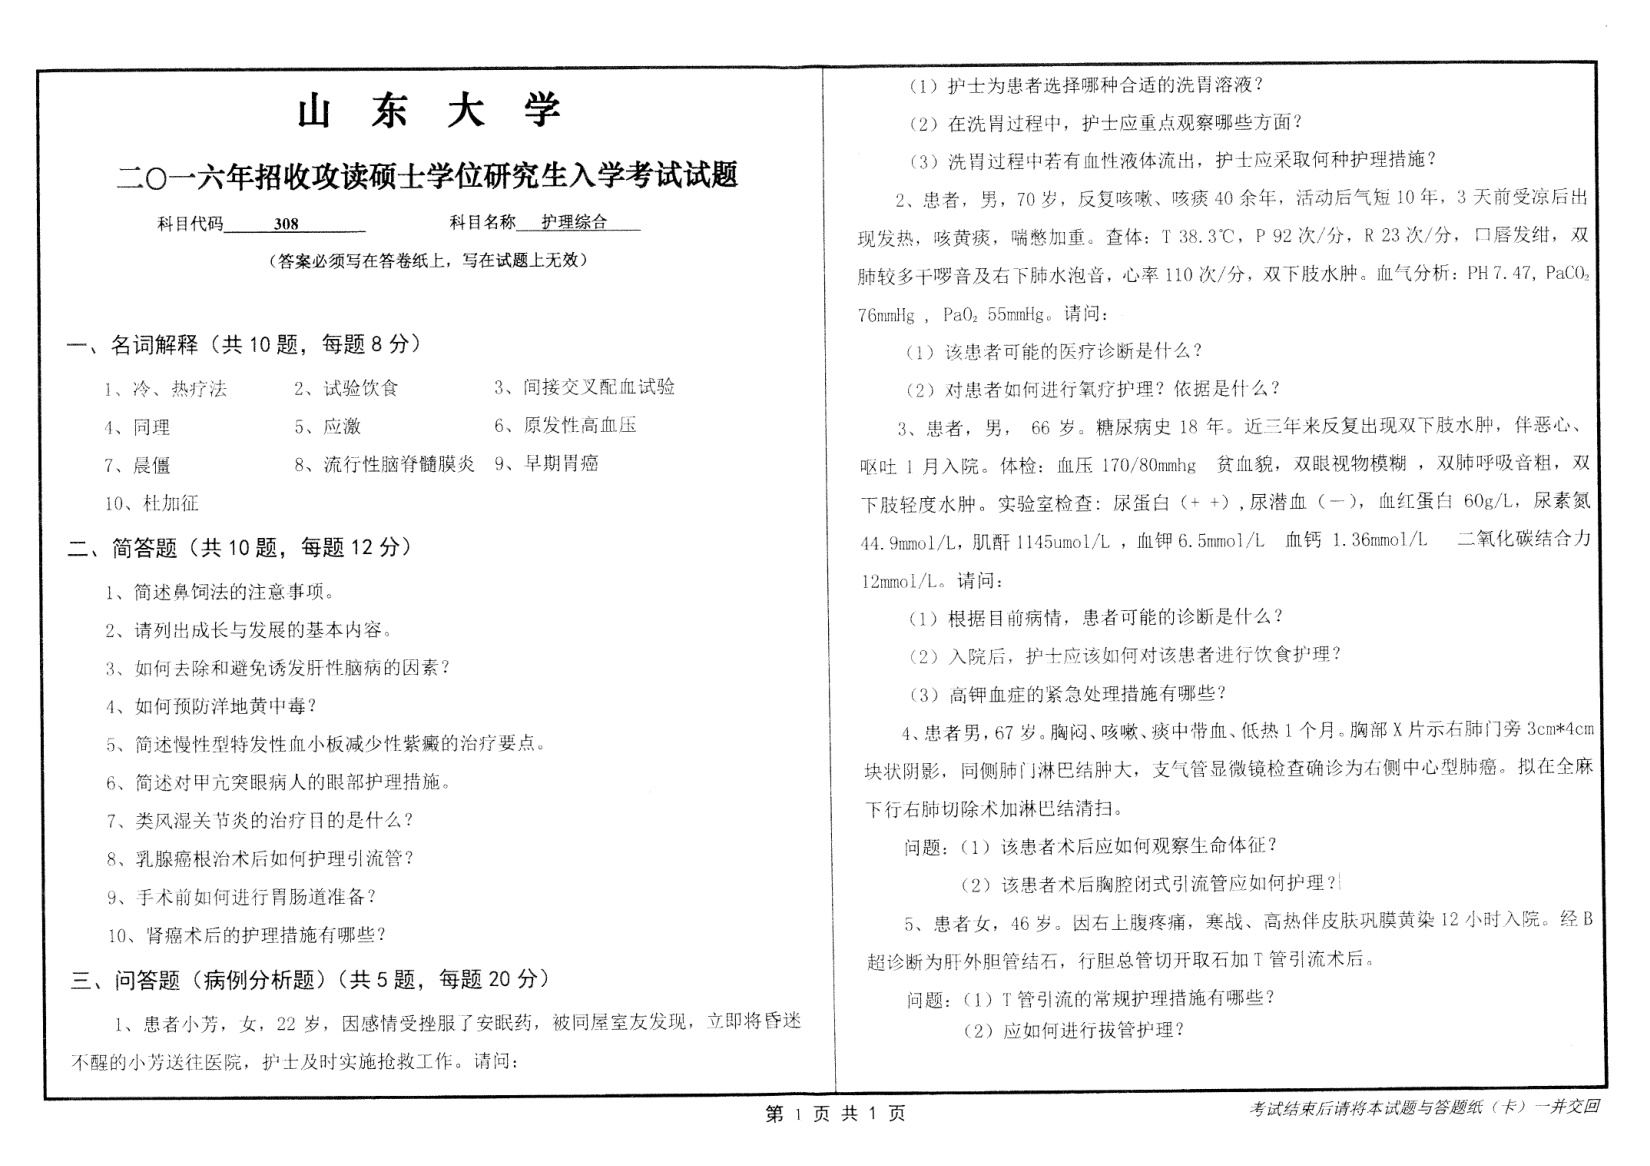 山 东 大 学
二〇一六年招收攻读硕士学位研究生入学考试试题
科目代码 308 科目名称 护理综合
（答案必须写在答卷纸上，写在试题上无效）
一、名词解释（共 10 题，每题 8 分）
1、冷、热疗法 2、试验饮食 3、间接交叉配血试验
4、同理 5、应激 6、原发性高血压
7、晨僵 8、流行性脑脊髓膜炎 9、早期胃癌
10、杜加征
二、简答题（共 10 题，每题 12 分）
1、简述鼻饲法的注意事项。
2、请列出成长与发展的基本内容。
3、如何去除和避免诱发肝性脑病的因素？
4、如何预防洋地黄中毒？
5、简述慢性型特发性血小板减少性紫癜的治疗要点。
6、简述对甲亢突眼病人的眼部护理措施。
7、类风湿关节炎的治疗目的是什么？
8、乳腺癌根治术后如何护理引流管？
9、手术前如何进行胃肠道准备？
10、肾癌术后的护理措施有哪些？
三、问答题（病例分析题）（共 5 题，每题 20 分）
1、患者小芳，女，22 岁，因感情受挫服了安眠药，被同屋室友发现，立即将昏迷
不醒的小芳送往医院，护士及时实施抢救工作。请问：
（1）护士为患者选择哪种合适的洗胃溶液？
（2）在洗胃过程中，护士应重点观察哪些方面？
（3）洗胃过程中若有血性液体流出，护士应采取何种护理措施？
2、患者，男，70 岁，反复咳嗽、咳痰 40 余年，活动后气短 10 年，3 天前受凉后出
现发热，咳黄痰，喘憋加重。查体：T 38.3℃，P 92 次/分，R 23 次/分，口唇发绀，双
肺较多干啰音及右下肺水泡音，心率 110 次/分，双下肢水肿。血气分析：PH 7.47, PaCO₂
76mmHg , PaO₂ 55mmHg。请问：
（1）该患者可能的医疗诊断是什么？
（2）对患者如何进行氧疗护理？依据是什么？
3、患者，男， 66 岁。糖尿病史 18 年。近三年来反复出现双下肢水肿，伴恶心、
呕吐 1 月入院。体检：血压 170/80mmhg 贫血貌，双眼视物模糊 ，双肺呼吸音粗，双
下肢轻度水肿。实验室检查：尿蛋白（+ +）,尿潜血（－），血红蛋白 60g/L，尿素氮
44.9mmol/L，肌酐 1145umol/L ，血钾 6.5mmol/L 血钙 1.36mmol/L 二氧化碳结合力
12mmol/L。请问：
（1）根据目前病情，患者可能的诊断是什么？
（2）入院后，护士应该如何对该患者进行饮食护理？
（3）高钾血症的紧急处理措施有哪些？
4、患者男，67 岁。胸闷、咳嗽、痰中带血、低热 1 个月。胸部 X 片示右肺门旁 3cm*4cm
块状阴影，同侧肺门淋巴结肿大，支气管显微镜检查确诊为右侧中心型肺癌。拟在全麻
下行右肺切除术加淋巴结清扫。
问题：（1）该患者术后应如何观察生命体征？
（2）该患者术后胸腔闭式引流管应如何护理？
5、患者女，46 岁。因右上腹疼痛，寒战、高热伴皮肤巩膜黄染 12 小时入院。经 B
超诊断为肝外胆管结石，行胆总管切开取石加 T 管引流术后。
问题：（1）T 管引流的常规护理措施有哪些？
（2）应如何进行拔管护理？
第 1 页 共 1 页
考试结束后请将本试题与答题纸（卡）一并交回